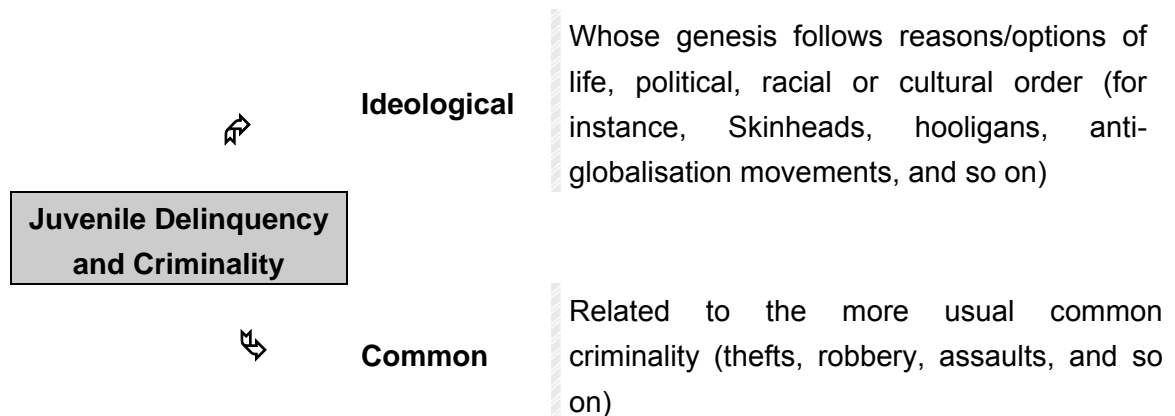 Juvenile Delinquency
and Criminality
Ideological
Whose genesis follows reasons/options of
life, political, racial or cultural order (for
instance, Skinheads, hooligans, anti-
globalisation movements, and so on)
Common
Related to the more usual common
criminality (thefts, robbery, assaults, and so
on)